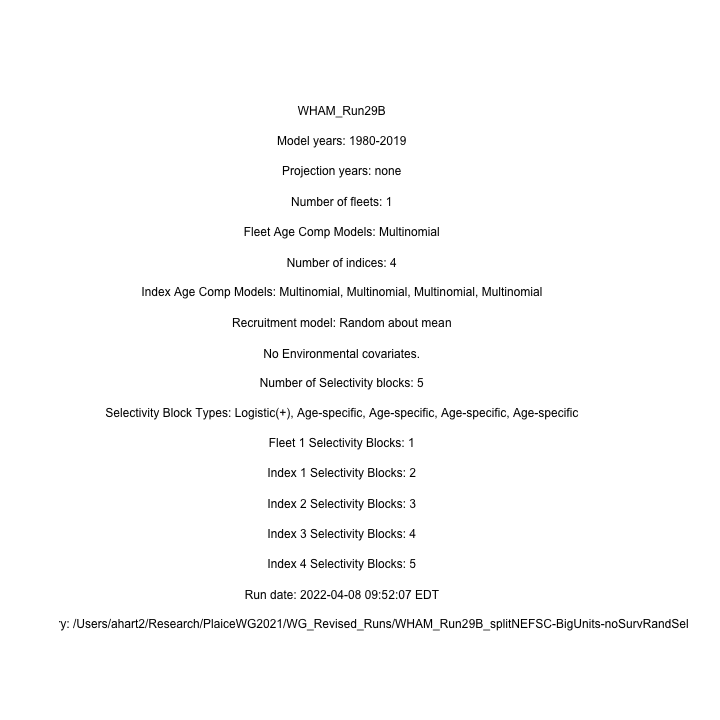 WHAM_Run29B
Model years: 1980-2019
Projection years: none
Number of fleets: 1
Fleet Age Comp Models: Multinomial
Number of indices: 4
Index Age Comp Models: Multinomial, Multinomial, Multinomial, Multinomial
Recruitment model: Random about mean
No Environmental covariates.
Number of Selectivity blocks: 5
Selectivity Block Types: Logistic(+), Age-specific, Age-specific, Age-specific, Age-specific
Fleet 1 Selectivity Blocks: 1
Index 1 Selectivity Blocks: 2
Index 2 Selectivity Blocks: 3
Index 3 Selectivity Blocks: 4
Index 4 Selectivity Blocks: 5
Run date: 2022-04-08 09:52:07 EDT
y: /Users/ahart2/Research/PlaiceWG2021/WG_Revised_Runs/WHAM_Run29B_splitNEFSC-BigUnits-noSurvRandSel